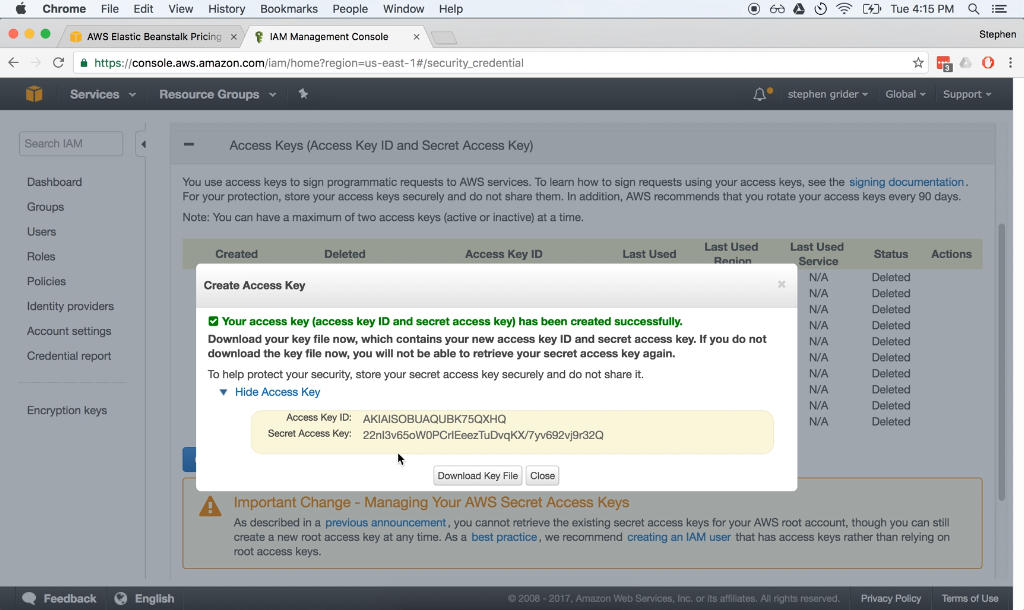 Chrome File Edit View History Bookmarks People Window Help Tue 4:15 PM
AWS Elastic Beanstalk Pricing IAM Management Console Stephen
https://console.aws.amazon.com/iam/home?region=us-east-1#/security_credential 3
Services Resource Groups stephen grider Global Support
Search IAM
Dashboard
Groups
Users
Roles
Policies
Identity providers
Account settings
Credential report
Encryption keys
Access Keys (Access Key ID and Secret Access Key)
You use access keys to sign programmatic requests to AWS services. To learn how to sign requests using your access keys, see the signing documentation.
For your protection, store your access keys securely and do not share them. In addition, AWS recommends that you rotate your access keys every 90 days.
Note: You can have a maximum of two access keys (active or inactive) at a time.
Created Deleted Access Key ID Last Used Last Used Region Last Used Service Status Actions
N/A Deleted
N/A Deleted
N/A Deleted
N/A Deleted
N/A Deleted
N/A Deleted
N/A Deleted
N/A Deleted
N/A Deleted
N/A Deleted
Create Access Key ×
Your access key (access key ID and secret access key) has been created successfully.
Download your key file now, which contains your new access key ID and secret access key. If you do not
download the key file now, you will not be able to retrieve your secret access key again.
To help protect your security, store your secret access key securely and do not share it.
Hide Access Key
Access Key ID: AKIAISOBUAQUBK75QXHQ
Secret Access Key: 22nI3v65oW0PCrIEeezTuDvqKX/7yv692vj9r32Q
Download Key File Close
Important Change - Managing Your AWS Secret Access Keys
As described in a previous announcement, you cannot retrieve the existing secret access keys for your AWS root account, though you can still
create a new root access key at any time. As a best practice, we recommend creating an IAM user that has access keys rather than relying on
root access keys.
Feedback English © 2008 - 2017, Amazon Web Services, Inc. or its affiliates. All rights reserved. Privacy Policy Terms of Use